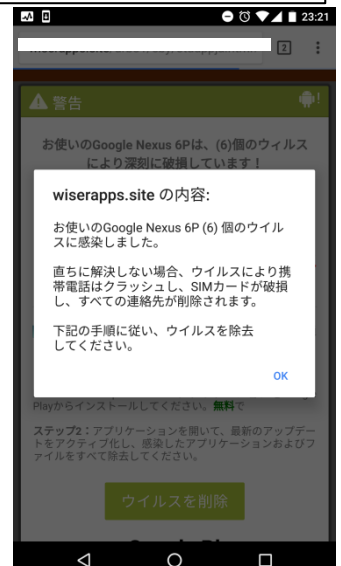 23:21
2
警告
お使いのGoogle Nexus 6Pは、(6)個のウィルス
により深刻に破損しています！
wiserapps.site の内容:
お使いのGoogle Nexus 6P (6) 個のウイル
スに感染しました。
直ちに解決しない場合、ウイルスにより携
帯電話はクラッシュし、SIMカードが破損
し、すべての連絡先が削除されます。
下記の手順に従い、ウイルスを除去
してください。
OK
Playからインストールしてください。無料で
ステップ2：アプリケーションを開いて、最新のアップデー
トをアクティブ化し、感染したアプリケーションおよびフ
ァイルをすべて除去してください。
ウイルスを削除